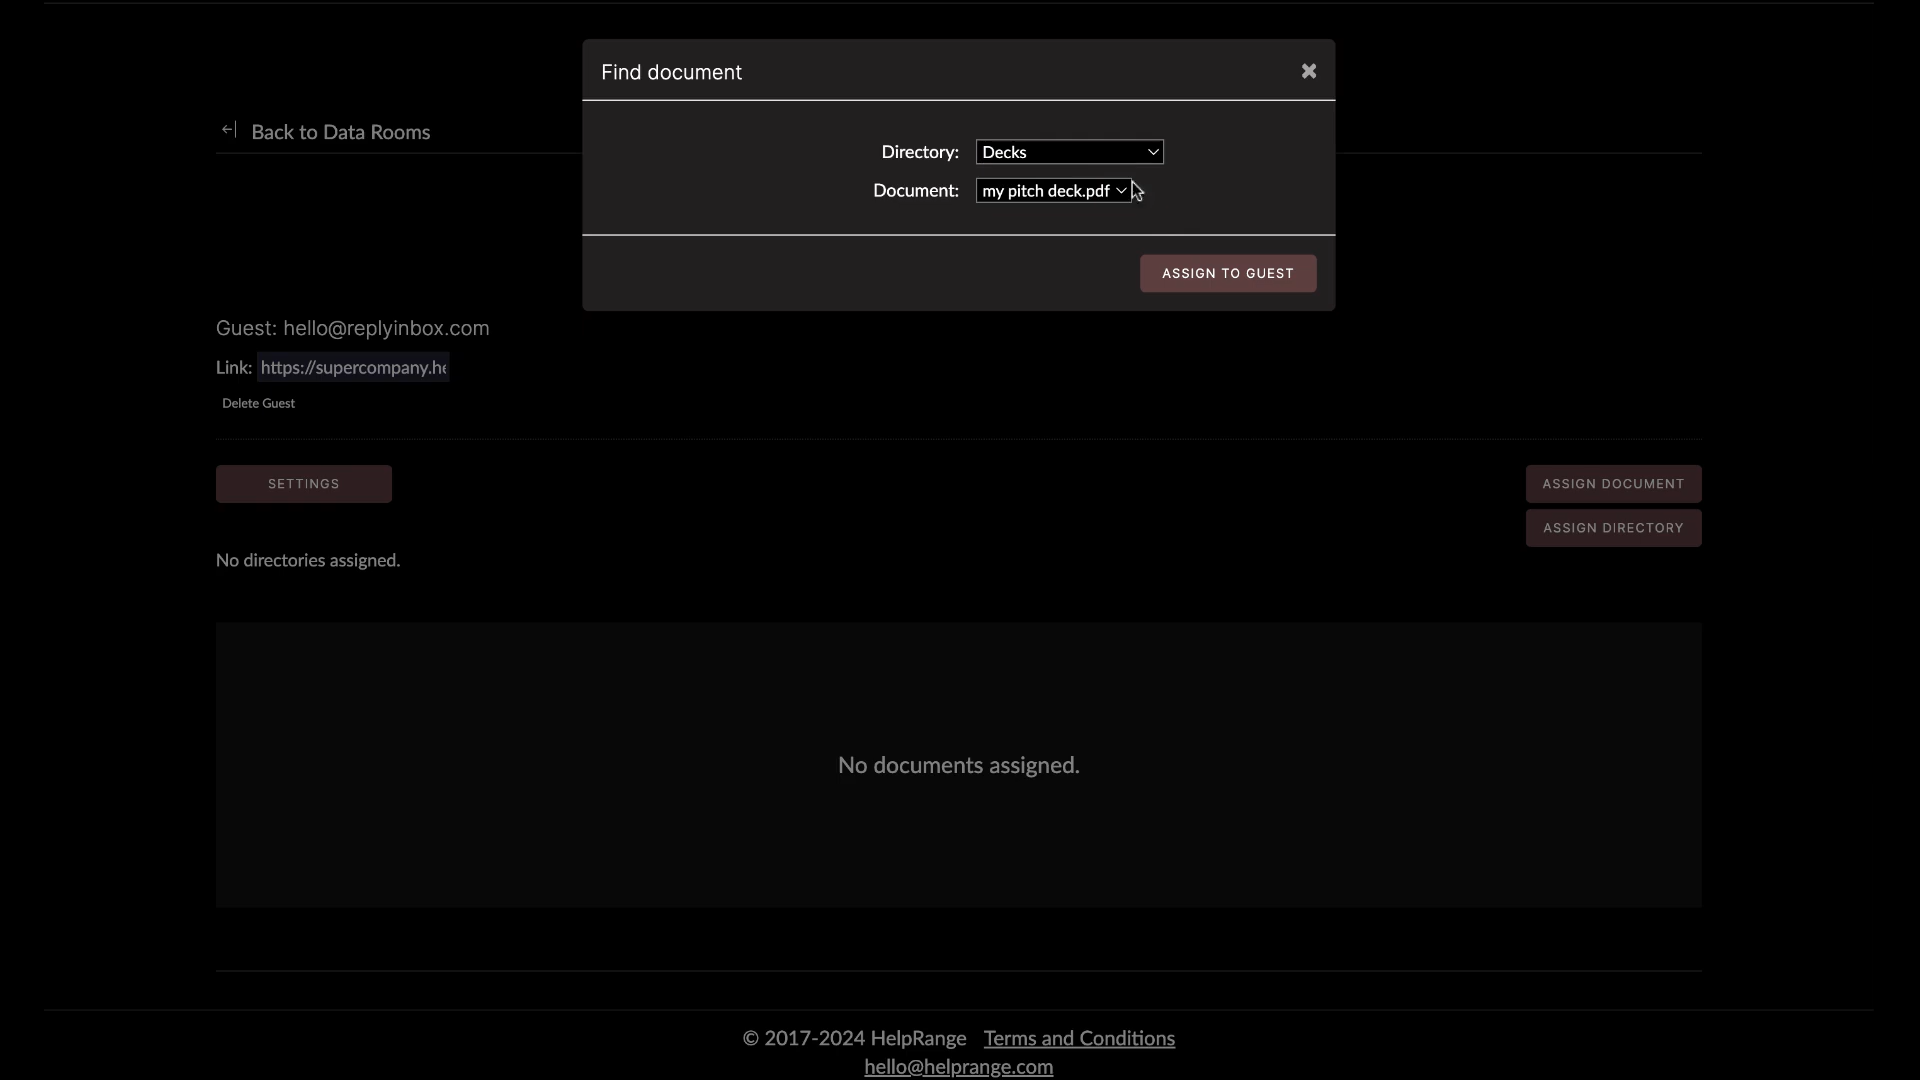 Find document
Back to Data Rooms
Directory: Decks
Document: my pitch deck.pdf
ASSIGN TO GUEST
Guest: hello@replyinbox.com
Link: https://supercompany.he
Delete Guest
SETTINGS
ASSIGN DOCUMENT
ASSIGN DIRECTORY
No directories assigned.
No documents assigned.
© 2017-2024 HelpRange Terms and Conditions
hello@helprange.com